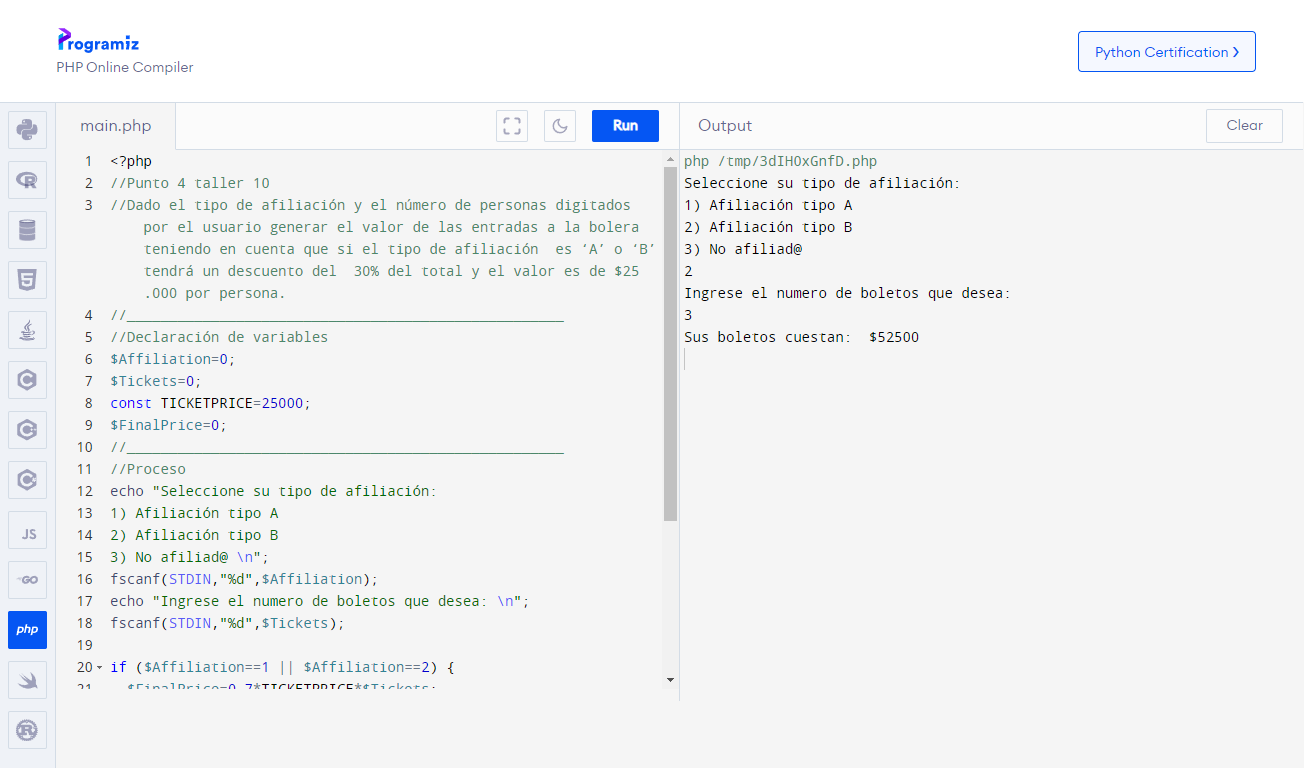 Programiz
PHP Online Compiler
Python Certification ❯
main.php
Run
Output
Clear
1 <?php
2 //Punto 4 taller 10
3 //Dado el tipo de afiliación y el número de personas digitados
por el usuario generar el valor de las entradas a la bolera
teniendo en cuenta que si el tipo de afiliación  es ‘A’ o ‘B’
tendrá un descuento del  30% del total y el valor es de $25
.000 por persona.
4 //____________________________________________________
5 //Declaración de variables
6 $Affiliation=0;
7 $Tickets=0;
8 const TICKETPRICE=25000;
9 $FinalPrice=0;
10 //____________________________________________________
11 //Proceso
12 echo "Seleccione su tipo de afiliación:
13 1) Afiliación tipo A
14 2) Afiliación tipo B
15 3) No afiliad@ \n";
16 fscanf(STDIN,"%d",$Affiliation);
17 echo "Ingrese el numero de boletos que desea: \n";
18 fscanf(STDIN,"%d",$Tickets);
19
20 if ($Affiliation==1 || $Affiliation==2) {
21 $FinalPrice=0.7*TICKETPRICE*$Tickets;
php /tmp/3dIH0xGnfD.php
Seleccione su tipo de afiliación:
1) Afiliación tipo A
2) Afiliación tipo B
3) No afiliad@
2
Ingrese el numero de boletos que desea:
3
Sus boletos cuestan:  $52500
JS
GO
php